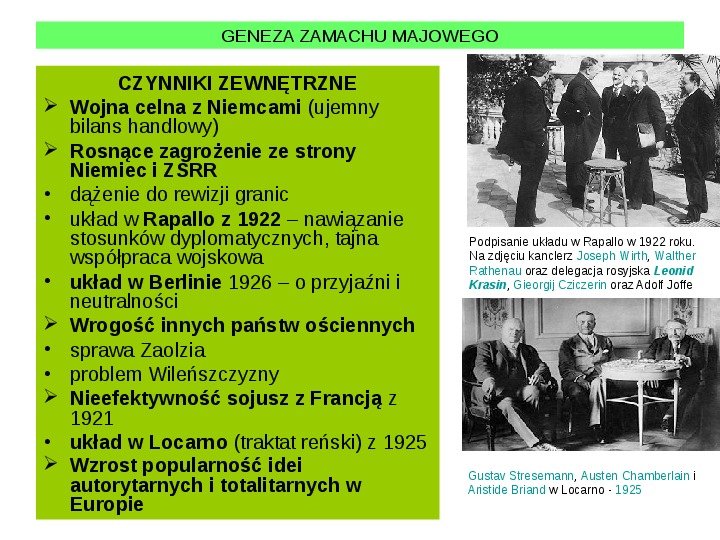 GENEZA ZAMACHU MAJOWEGO
CZYNNIKI ZEWNĘTRZNE
➢ Wojna celna z Niemcami (ujemny
bilans handlowy)
➢ Rosnące zagrożenie ze strony
Niemiec i ZSRR
• dążenie do rewizji granic
• układ w Rapallo z 1922 – nawiązanie
stosunków dyplomatycznych, tajna
współpraca wojskowa
• układ w Berlinie 1926 – o przyjaźni i
neutralności
➢ Wrogość innych państw ościennych
• sprawa Zaolzia
• problem Wileńszczyzny
➢ Nieefektywność sojusz z Francją z
1921
• układ w Locarno (traktat reński) z 1925
➢ Wzrost popularność idei
autorytarnych i totalitarnych w
Europie
Podpisanie układu w Rapallo w 1922 roku.
Na zdjęciu kanclerz Joseph Wirth, Walther
Rathenau oraz delegacja rosyjska Leonid
Krasin, Gieorgij Cziczerin oraz Adolf Joffe
Gustav Stresemann, Austen Chamberlain i
Aristide Briand w Locarno - 1925